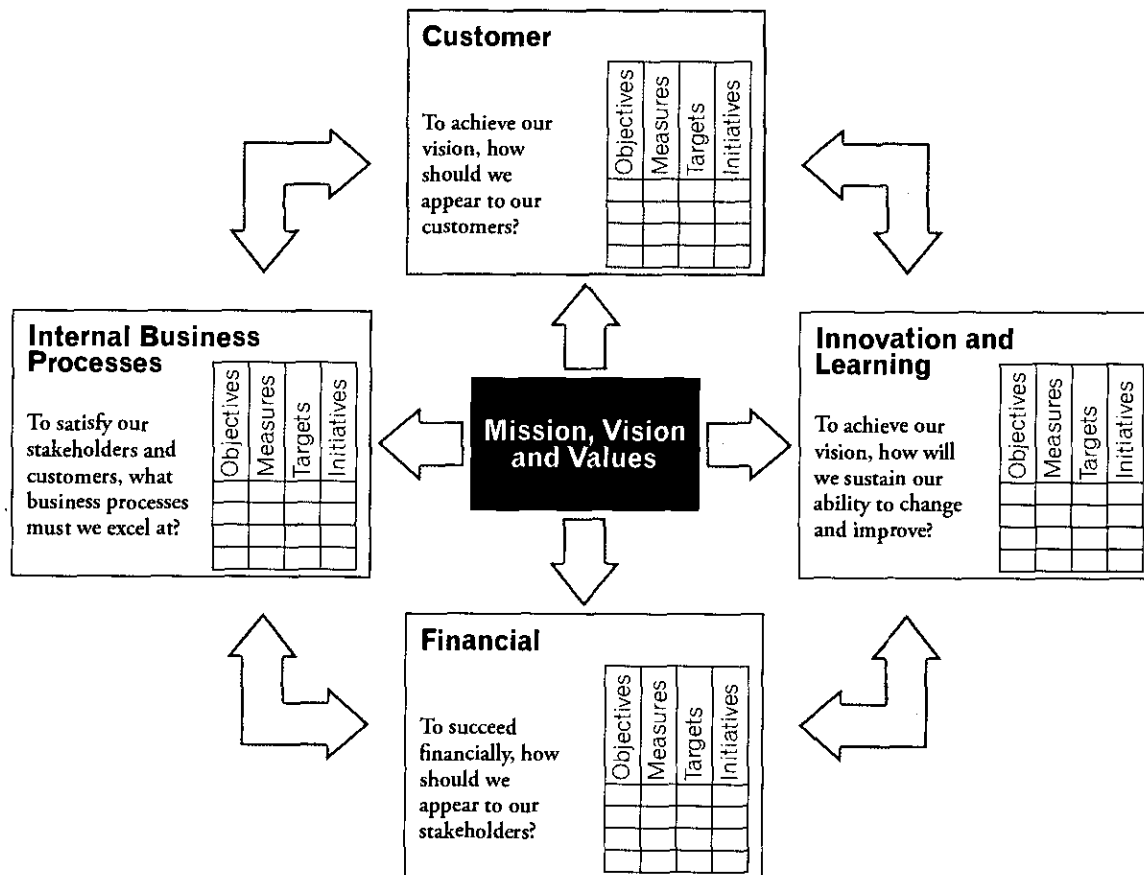 Customer
To achieve our
vision, how
should we
appear to our
customers?
Objectives
Measures
Targets
Initiatives
Internal Business
Processes
To satisfy our
stakeholders and
customers, what
business processes
must we excel at?
Objectives
Measures
Targets
Initiatives
Mission, Vision
and Values
Innovation and
Learning
To achieve our
vision, how will
we sustain our
ability to change
and improve?
Objectives
Measures
Targets
Initiatives
Financial
To succeed
financially, how
should we
appear to our
stakeholders?
Objectives
Measures
Targets
Initiatives